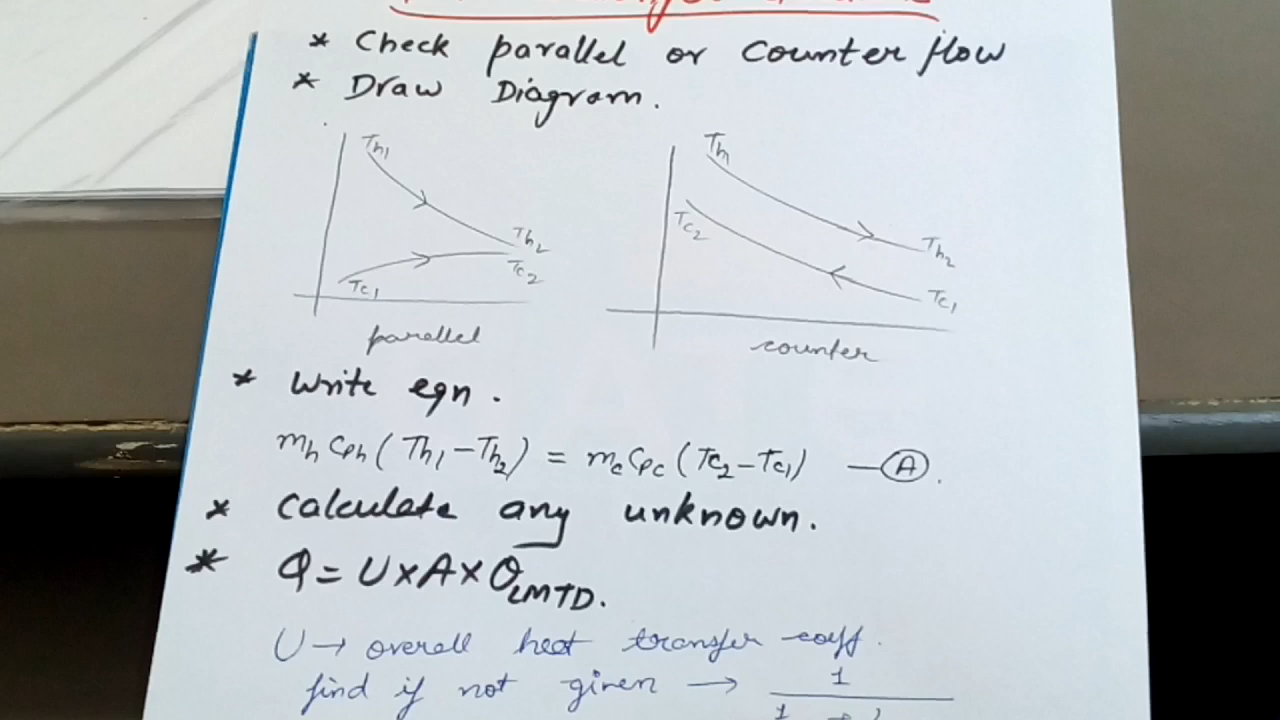 * Check parallel or Counter flow
* Draw Diagram.
Th1
Th2
Tc2
Tc1
parallel
Th1
Tc2
Th2
Tc1
counter
* Write eqn.
mh Cph (Th1 - Th2) = mc Cpc (Tc2 - Tc1) — A.
* Calculate any unknown.
* Q = U x A x θLMTD.
U → overall heat transfer coeff.
find if not given → 1
1